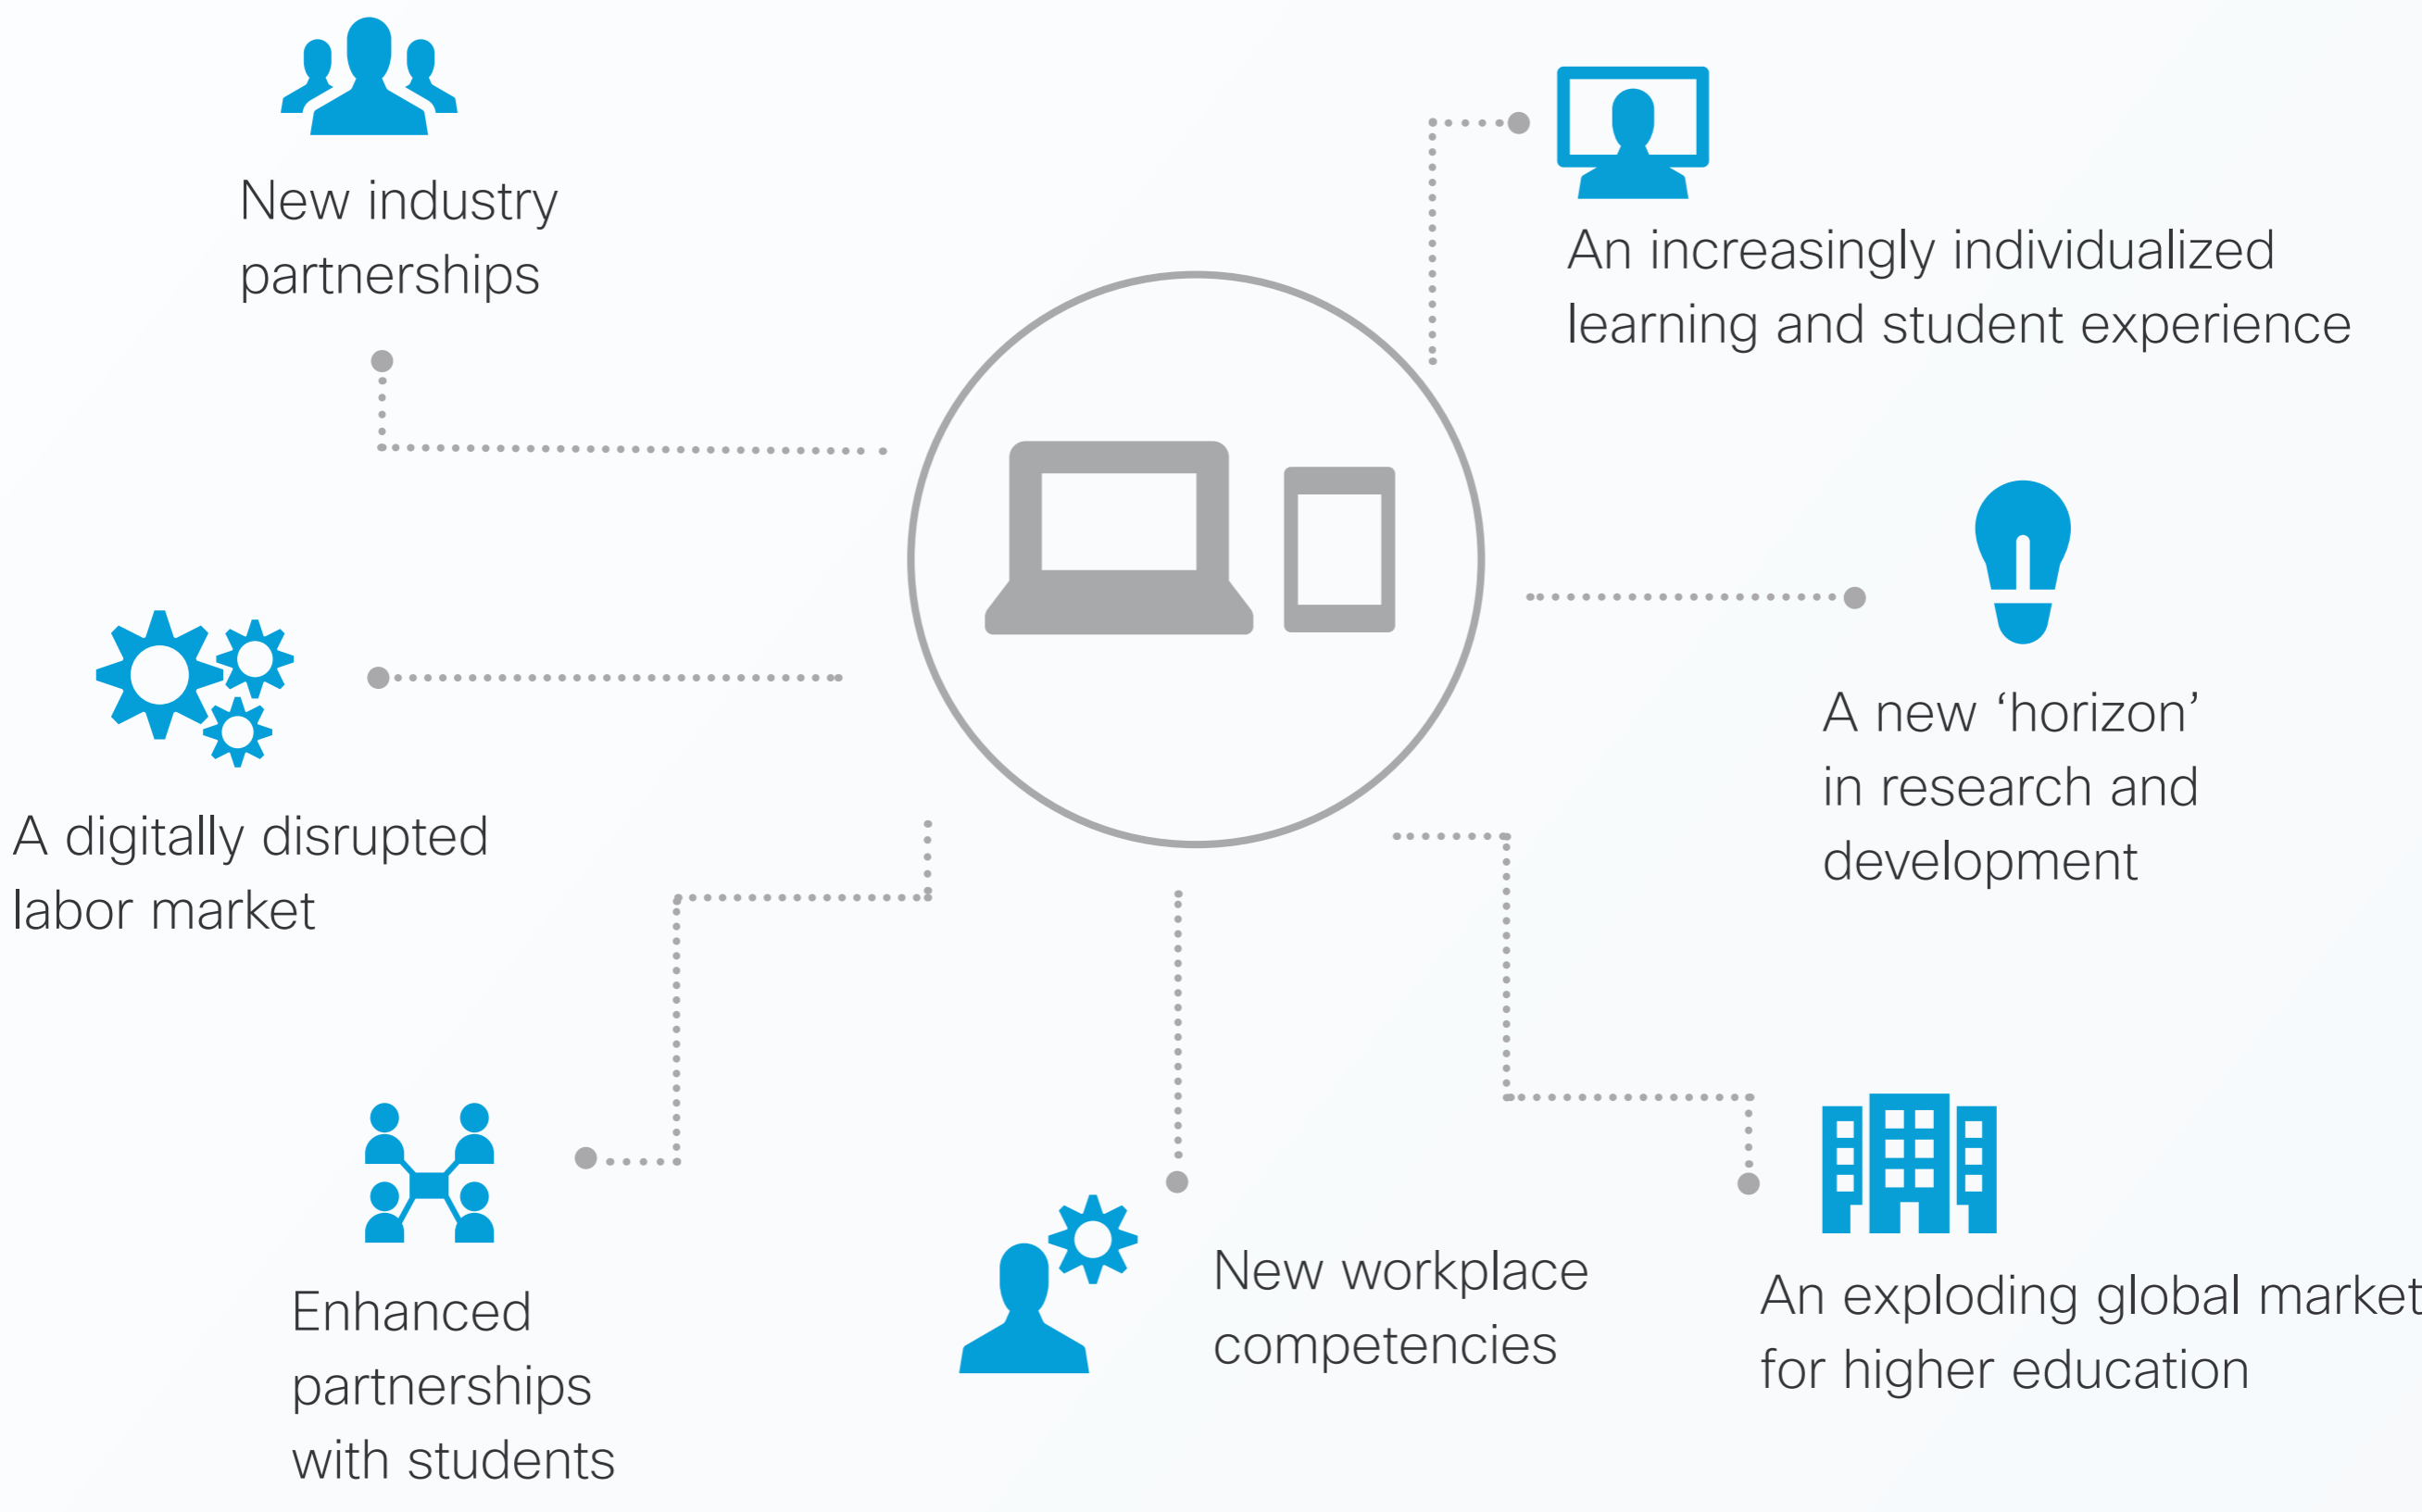 New industry
partnerships
An increasingly individualized
learning and student experience
A new ‘horizon’
in research and
development
A digitally disrupted
labor market
Enhanced
partnerships
with students
New workplace
competencies
An exploding global market
for higher education